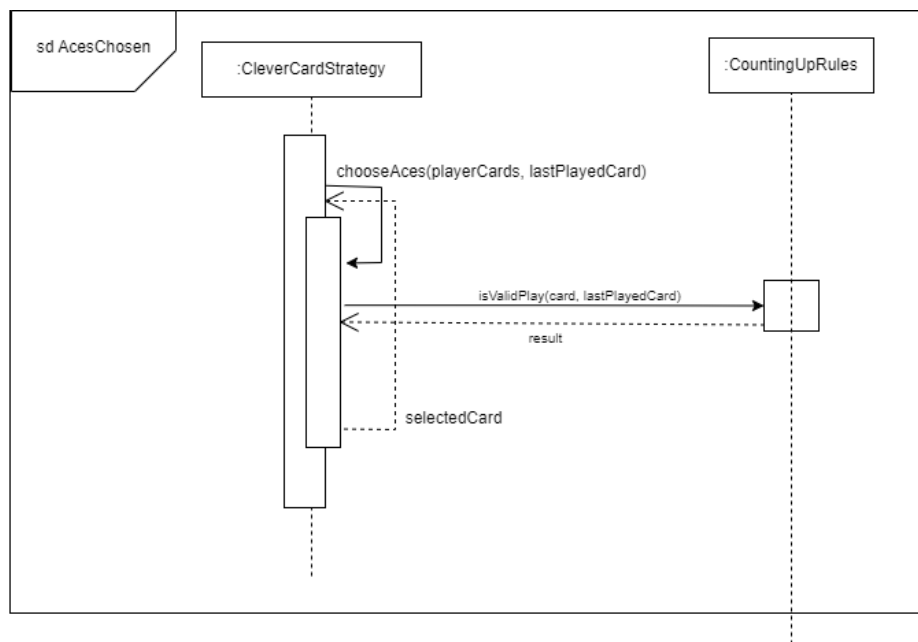 sd AcesChosen
:CleverCardStrategy
:CountingUpRules
chooseAces(playerCards, lastPlayedCard)
isValidPlay(card, lastPlayedCard)
result
selectedCard